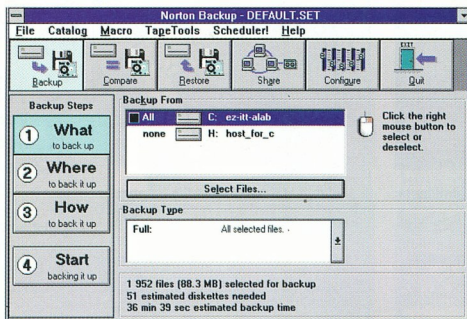 Norton Backup - DEFAULT.SET
File Catalog Macro TapeTools Scheduler! Help
EXIT
Backup Compare Restore Share Configure Quit
Backup Steps
1 What
to back up
2 Where
to back it up
3 How
to back it up
4 Start
backing it up
Backup From
All C: ez-itt-alab
none H: host_for_c
Click the right
mouse button to
select or
deselect.
Select Files...
Backup Type
Full: All selected files.
1 952 files (88.3 MB) selected for backup
51 estimated diskettes needed
36 min 39 sec estimated backup time